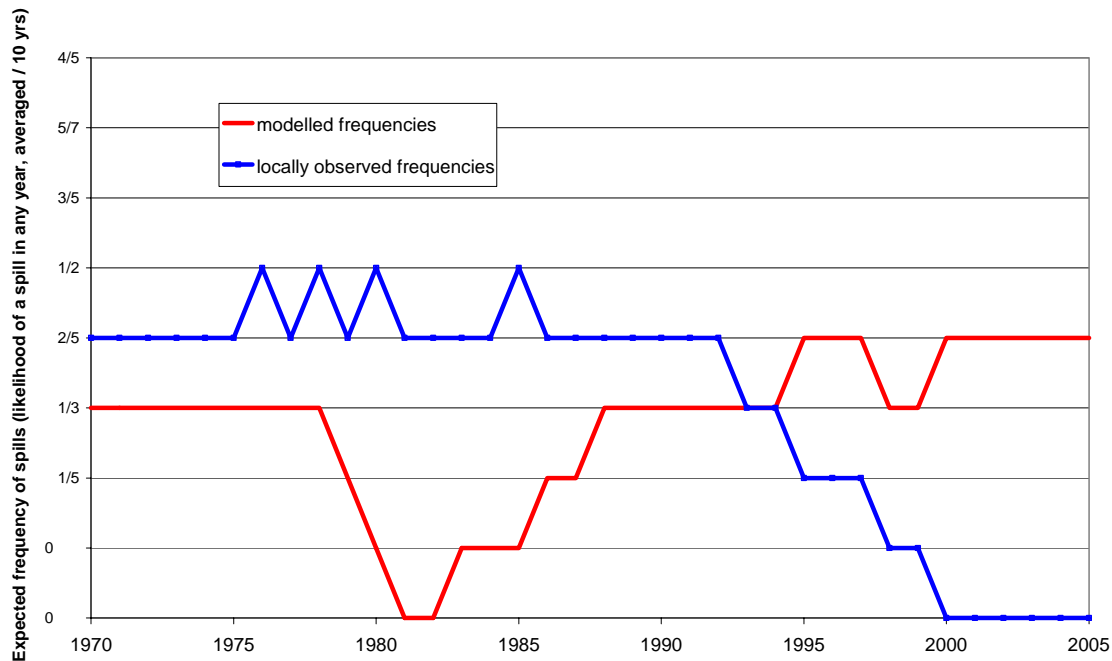 Expected frequency of spills (likelihood of a spill in any year, averaged / 10 yrs)
4/5
5/7
3/5
1/2
2/5
1/3
1/5
0
0
modelled frequencies
locally observed frequencies
1970 1975 1980 1985 1990 1995 2000 2005